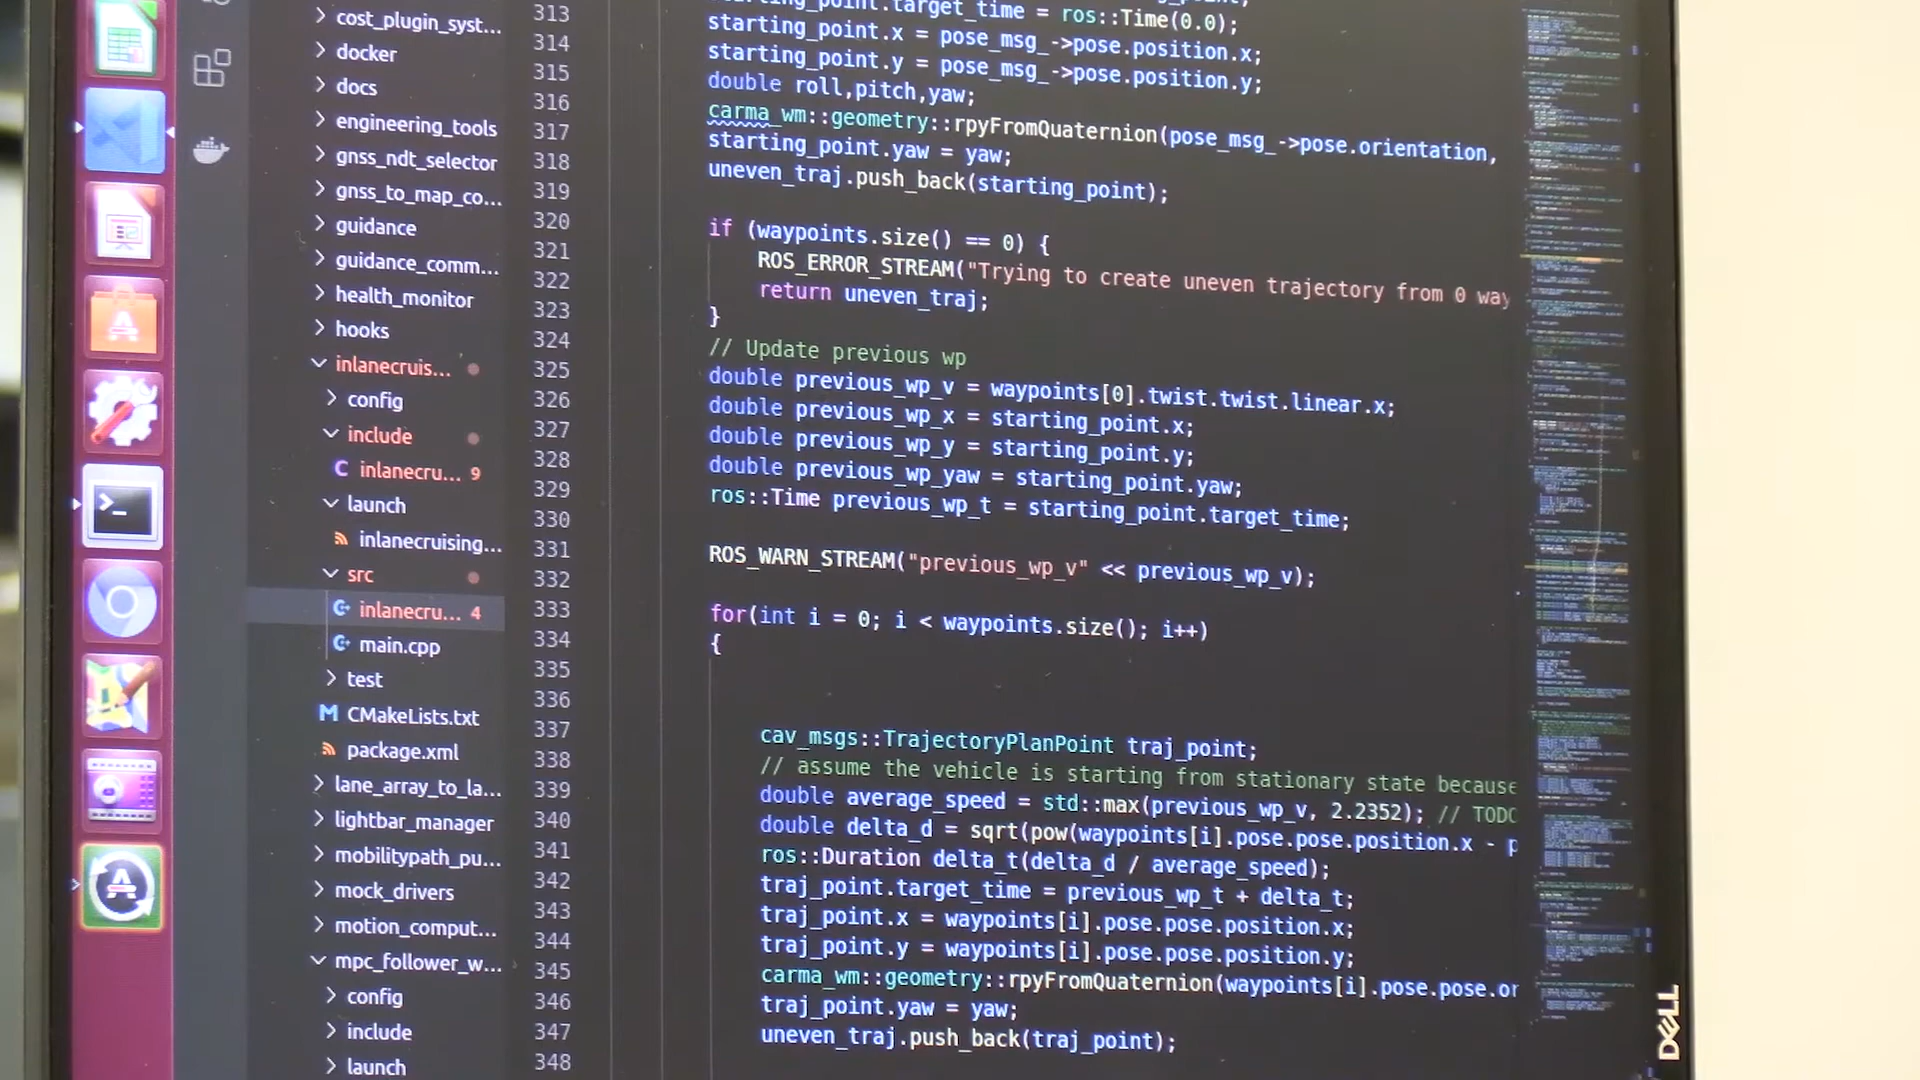 cost_plugin_syst...
docker
docs
engineering_tools
gnss_ndt_selector
gnss_to_map_co...
guidance
guidance_comm...
health_monitor
hooks
inlanecruis...
config
include
C inlanecru... 9
launch
inlanecruising...
src
inlanecru... 4
main.cpp
test
M CMakeLists.txt
package.xml
lane_array_to_la...
lightbar_manager
mobilitypath_pu...
mock_drivers
motion_comput...
mpc_follower_w...
config
include
launch
313
314
315
316
317
318
319
320
321
322
323
324
325
326
327
328
329
330
331
332
333
334
335
336
337
338
339
340
341
342
343
344
345
346
347
348
starting_point.target_time = ros::Time(0.0);
starting_point.x = pose_msg_->pose.position.x;
starting_point.y = pose_msg_->pose.position.y;
double roll,pitch,yaw;
carma_wm::geometry::rpyFromQuaternion(pose_msg_->pose.orientation,
starting_point.yaw = yaw;
uneven_traj.push_back(starting_point);
if (waypoints.size() == 0) {
ROS_ERROR_STREAM("Trying to create uneven trajectory from 0 way
return uneven_traj;
}
// Update previous wp
double previous_wp_v = waypoints[0].twist.twist.linear.x;
double previous_wp_x = starting_point.x;
double previous_wp_y = starting_point.y;
double previous_wp_yaw = starting_point.yaw;
ros::Time previous_wp_t = starting_point.target_time;
ROS_WARN_STREAM("previous_wp_v" << previous_wp_v);
for(int i = 0; i < waypoints.size(); i++)
{
cav_msgs::TrajectoryPlanPoint traj_point;
// assume the vehicle is starting from stationary state because
double average_speed = std::max(previous_wp_v, 2.2352); // TODO
double delta_d = sqrt(pow(waypoints[i].pose.pose.position.x - p
ros::Duration delta_t(delta_d / average_speed);
traj_point.target_time = previous_wp_t + delta_t;
traj_point.x = waypoints[i].pose.pose.position.x;
traj_point.y = waypoints[i].pose.pose.position.y;
carma_wm::geometry::rpyFromQuaternion(waypoints[i].pose.pose.or
traj_point.yaw = yaw;
uneven_traj.push_back(traj_point);
DELL